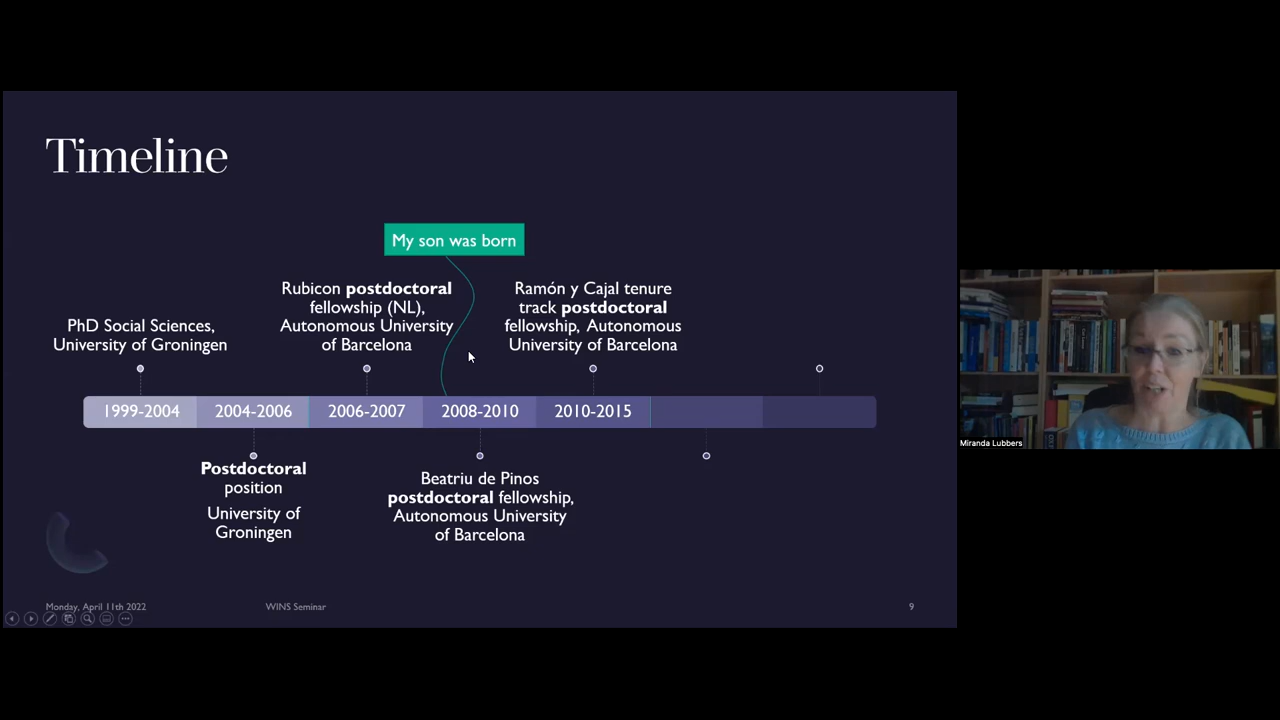 Timeline
My son was born
PhD Social Sciences,
University of Groningen
Rubicon postdoctoral
fellowship (NL),
Autonomous University
of Barcelona
Ramón y Cajal tenure
track postdoctoral
fellowship, Autonomous
University of Barcelona
1999-2004
2004-2006
2006-2007
2008-2010
2010-2015
Postdoctoral
position
University of
Groningen
Beatriu de Pinos
postdoctoral fellowship,
Autonomous University
of Barcelona
Monday, April 11th 2022
WINS Seminar
9
Miranda Lubbers